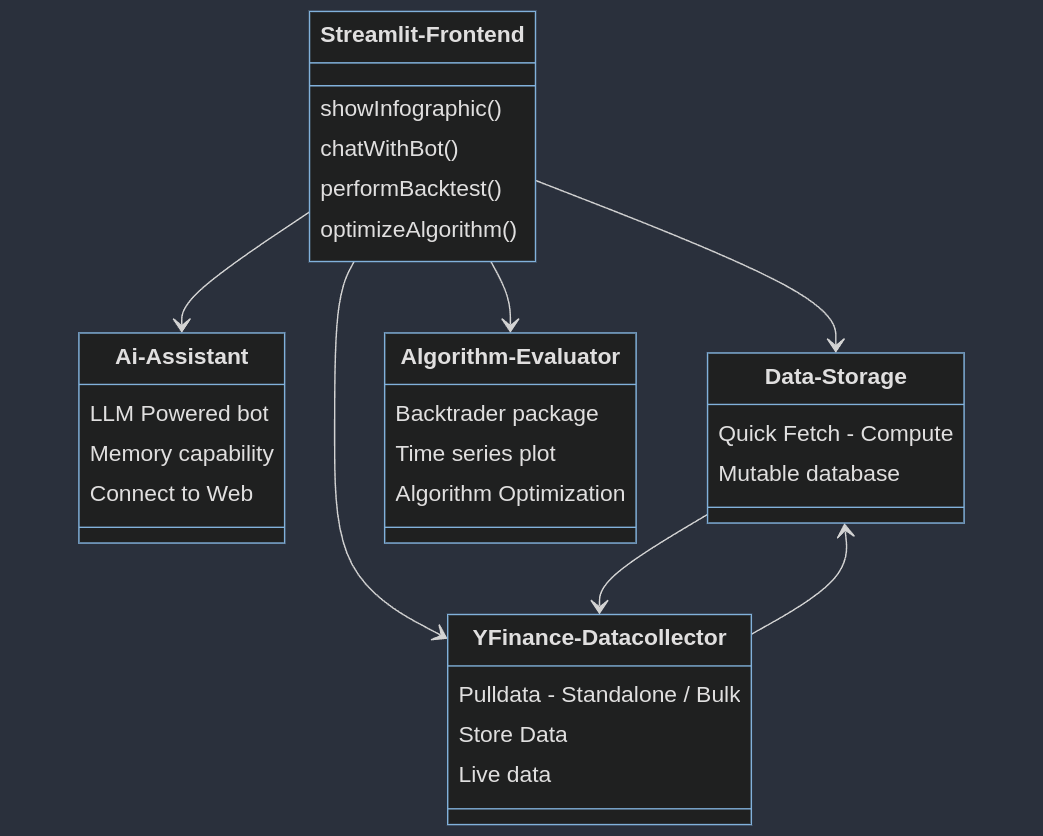 Streamlit-Frontend
showInfographic()
chatWithBot()
performBacktest()
optimizeAlgorithm()
Ai-Assistant
LLM Powered bot
Memory capability
Connect to Web
Algorithm-Evaluator
Backtrader package
Time series plot
Algorithm Optimization
Data-Storage
Quick Fetch - Compute
Mutable database
YFinance-Datacollector
Pulldata - Standalone / Bulk
Store Data
Live data